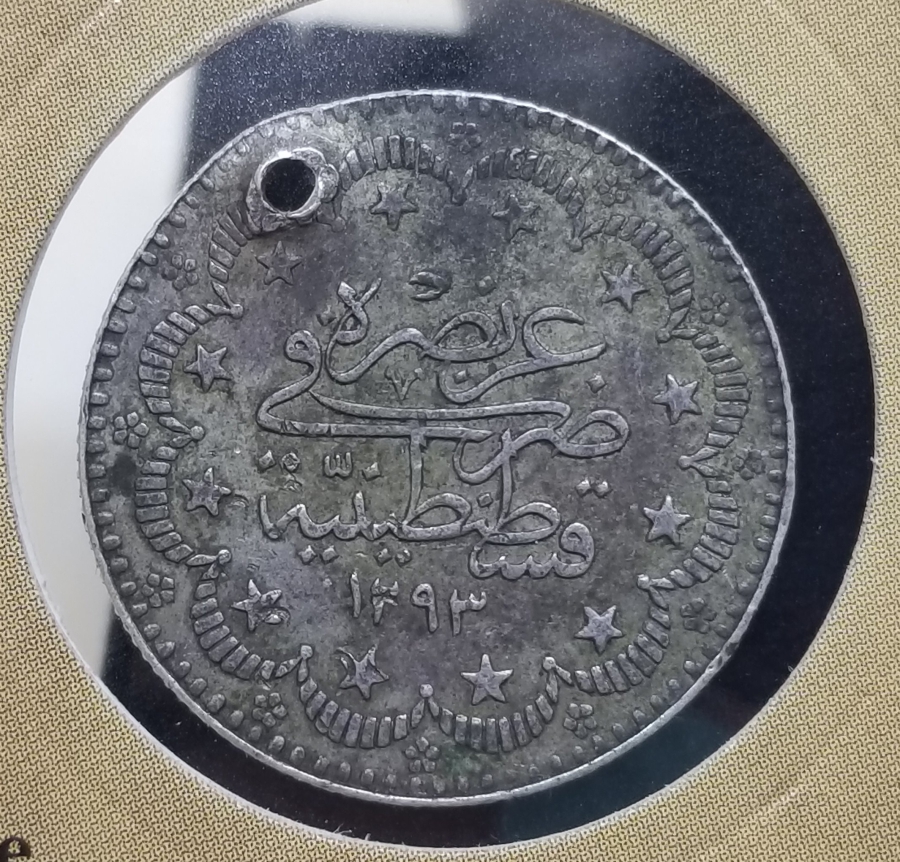 عز نصره
ضرب في
قسطنطينية
١٢٩٣
e